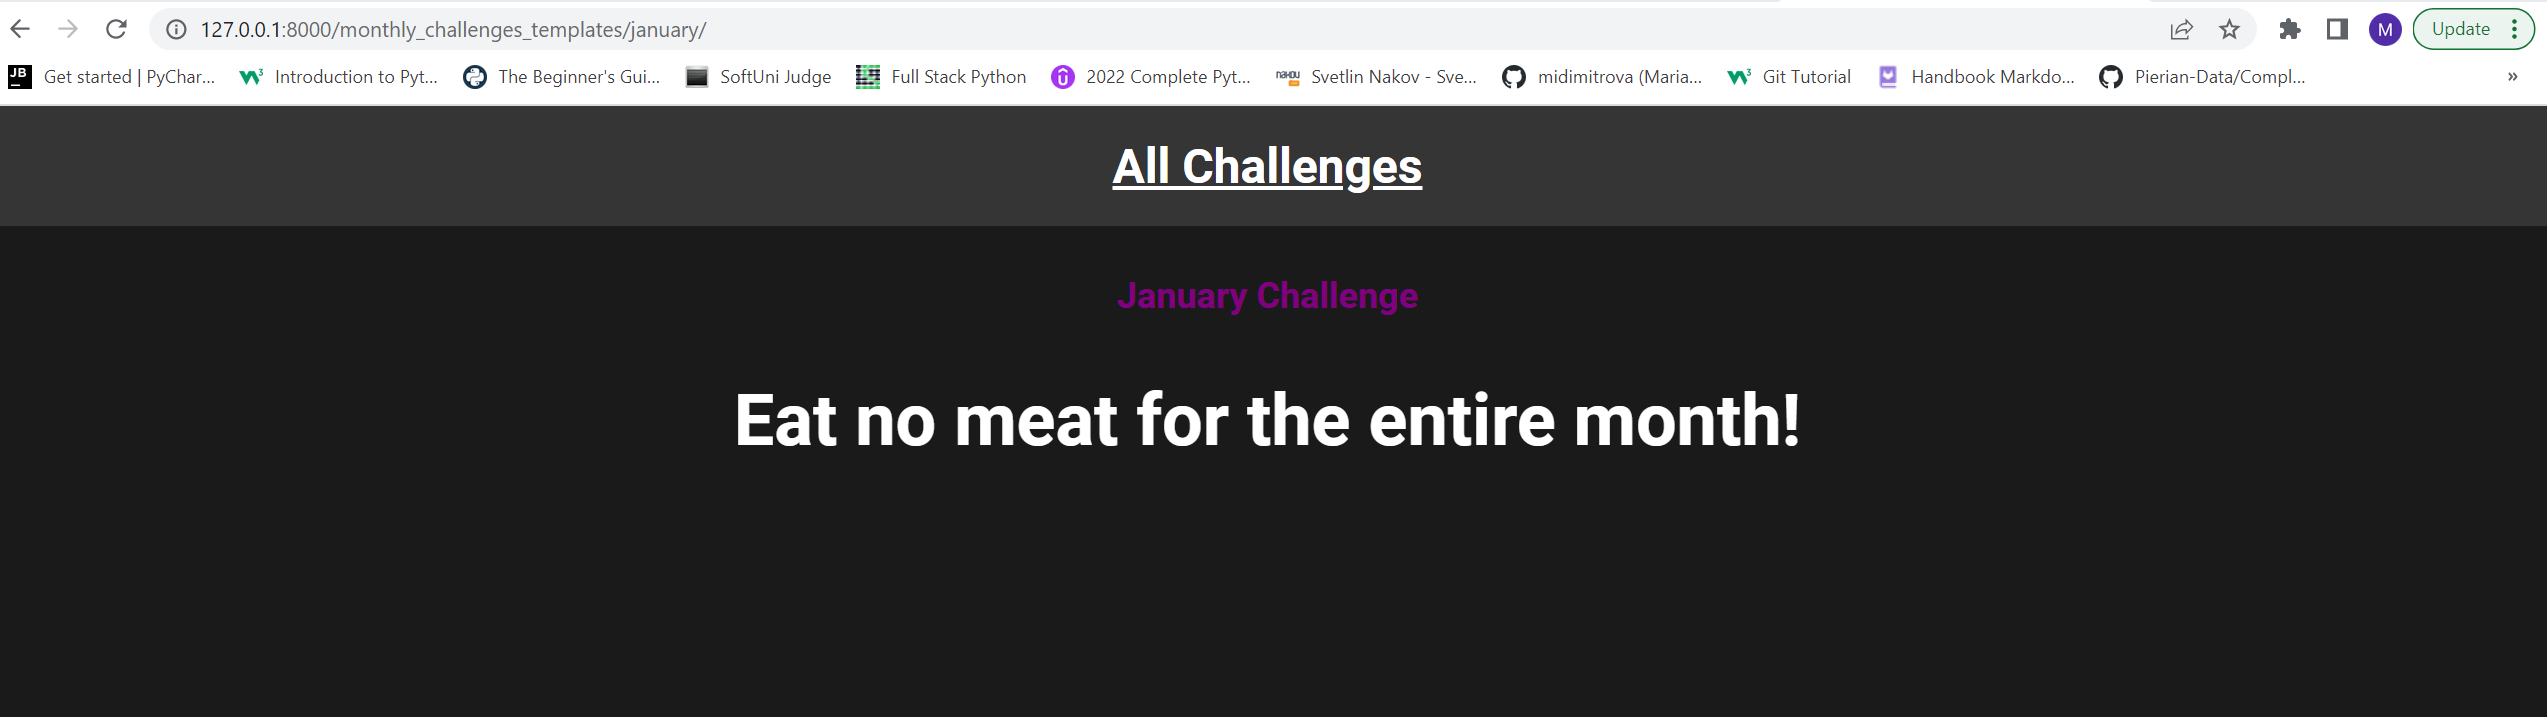 127.0.0.1:8000/monthly_challenges_templates/january/
M
Update
JB Get started | PyChar... Introduction to Pyt... The Beginner's Gui... SoftUni Judge Full Stack Python 2022 Complete Pyt... NAKOV Svetlin Nakov - Sve... midimitrova (Maria... Git Tutorial Handbook Markdo... Pierian-Data/Compl... »
All Challenges
January Challenge
Eat no meat for the entire month!